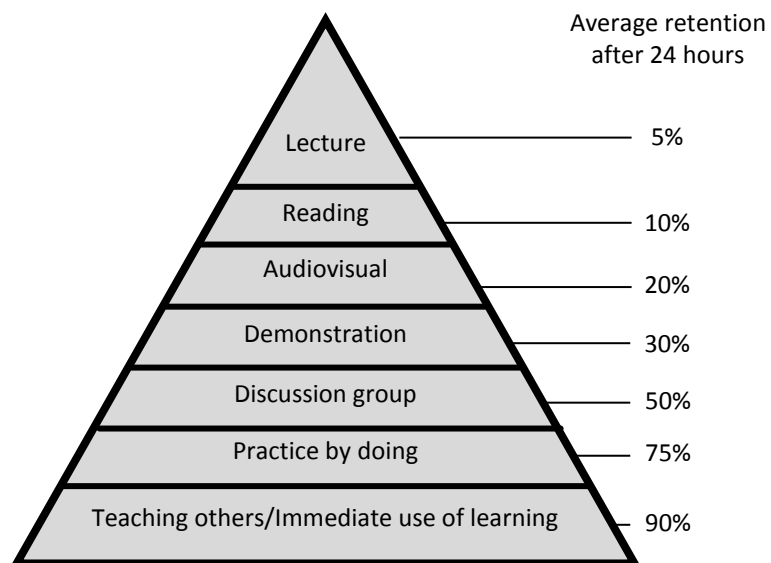 Average retention
after 24 hours
Lecture 5%
Reading 10%
Audiovisual 20%
Demonstration 30%
Discussion group 50%
Practice by doing 75%
Teaching others/Immediate use of learning 90%